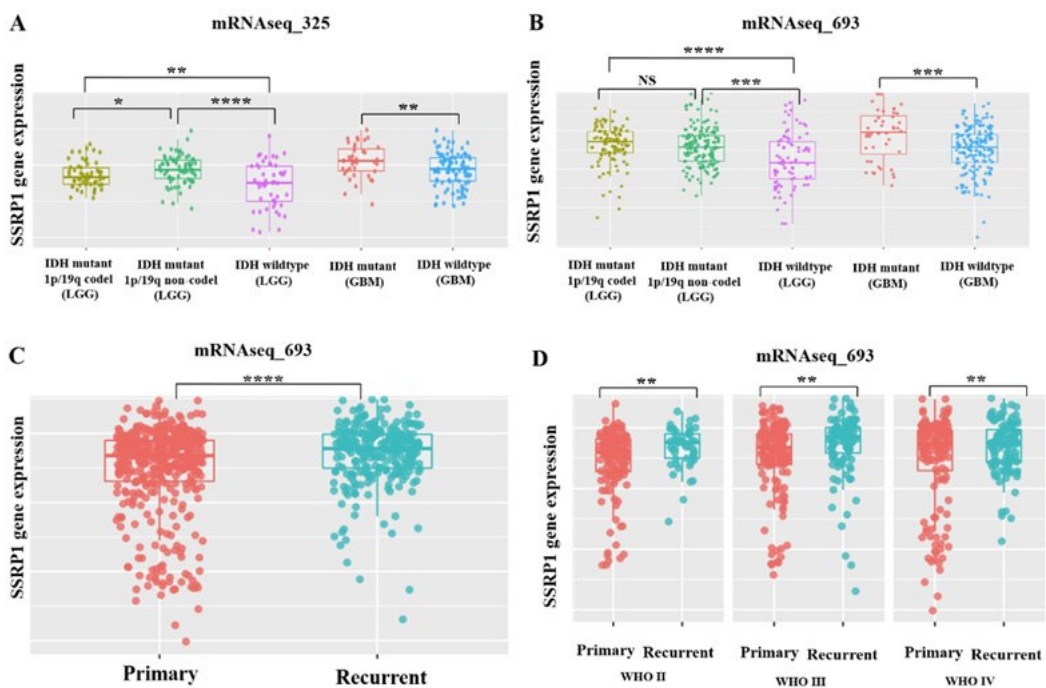 A
mRNAseq_325
SSRP1 gene expression
**
*
****
**
IDH mutant
1p/19q codel
(LGG)
IDH mutant
1p/19q non-codel
(LGG)
IDH wildtype
(LGG)
IDH mutant
(GBM)
IDH wildtype
(GBM)
B
mRNAseq_693
SSRP1 gene expression
****
NS
***
***
IDH mutant
1p/19q codel
(LGG)
IDH mutant
1p/19q non-codel
(LGG)
IDH wildtype
(LGG)
IDH mutant
(GBM)
IDH wildtype
(GBM)
C
mRNAseq_693
SSRP1 gene expression
****
Primary
Recurrent
D
mRNAseq_693
SSRP1 gene expression
**
**
**
Primary Recurrent
WHO II
Primary Recurrent
WHO III
Primary Recurrent
WHO IV